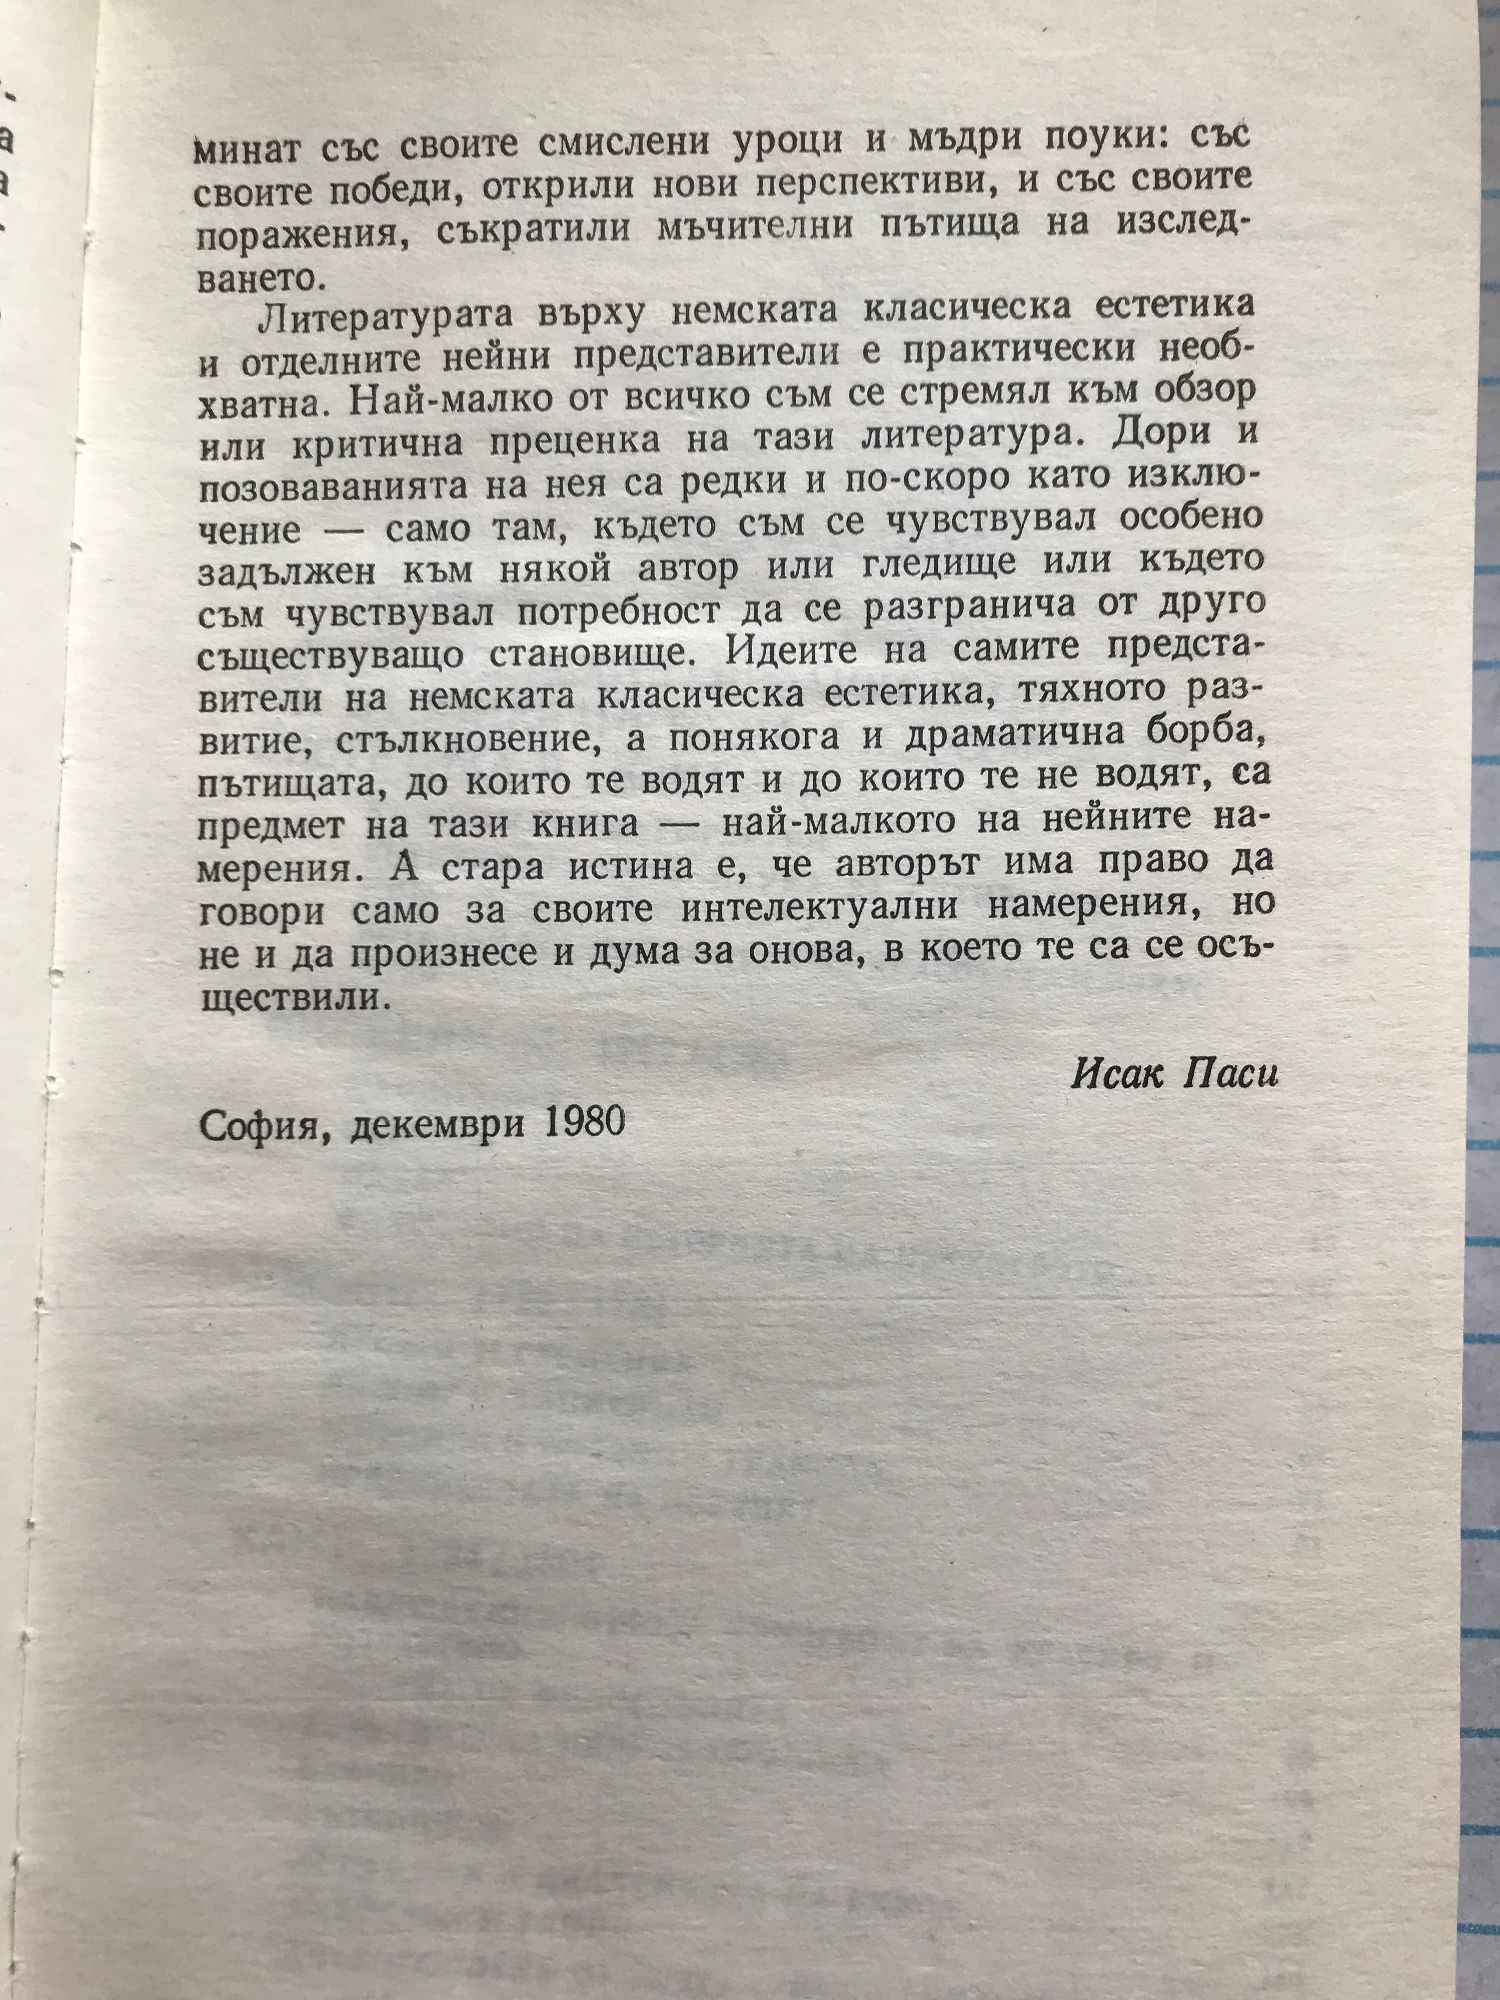 минат със своите смислени уроци и мъдри поуки: със
своите победи, открили нови перспективи, и със своите
поражения, съкратили мъчителни пътища на изслед-
ването.
Литературата върху немската класическа естетика
и отделните нейни представители е практически необ-
хватна. Най-малко от всичко съм се стремял към обзор
или критична преценка на тази литература. Дори и
позоваванията на нея са редки и по-скоро като изклю-
чение — само там, където съм се чувствувал особено
задължен към някой автор или гледище или където
съм чувствувал потребност да се разгранича от друго
съществуващо становище. Идеите на самите предста-
вители на немската класическа естетика, тяхното раз-
витие, стълкновение, а понякога и драматична борба,
пътищата, до които те водят и до които те не водят, са
предмет на тази книга — най-малкото на нейните на-
мерения. А стара истина е, че авторът има право да
говори само за своите интелектуални намерения, но
не и да произнесе и дума за онова, в което те са се осъ-
ществили.
Исак Паси
София, декември 1980